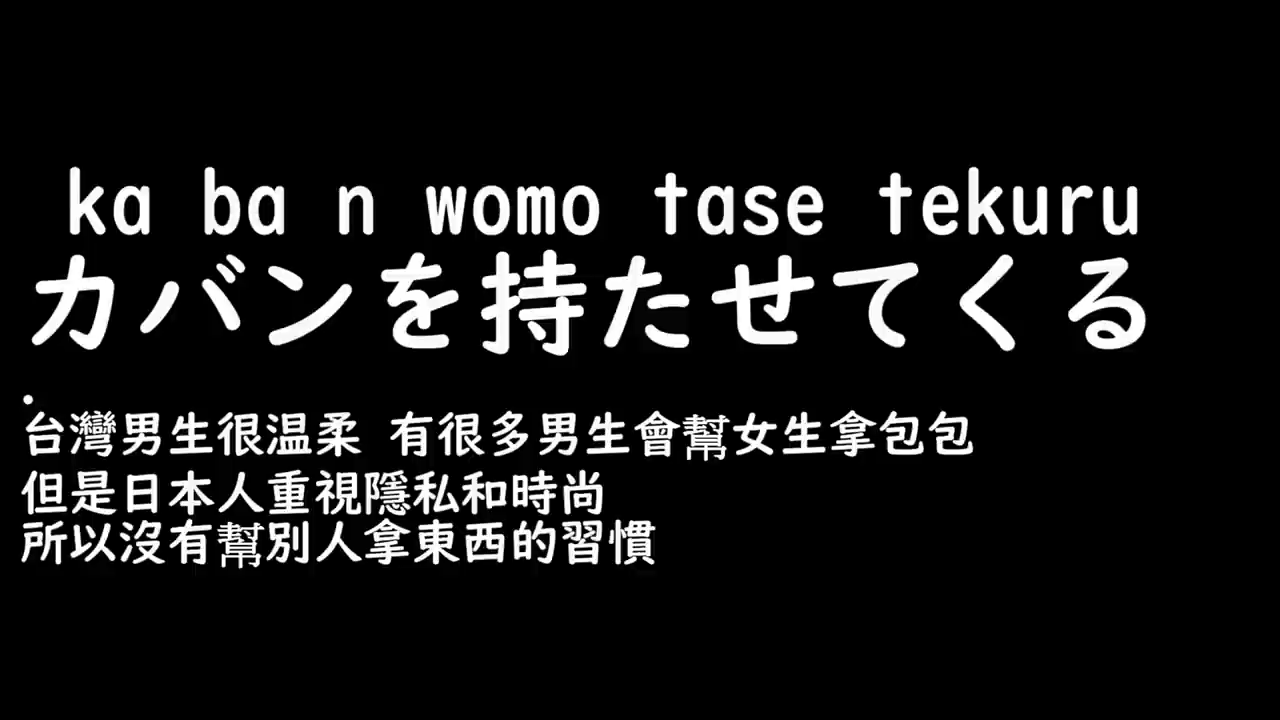 ka ba n womo tase tekuru
カバンを持たせてくる
.
台灣男生很温柔 有很多男生會幫女生拿包包
但是日本人重視隱私和時尚
所以沒有幫別人拿東西的習慣